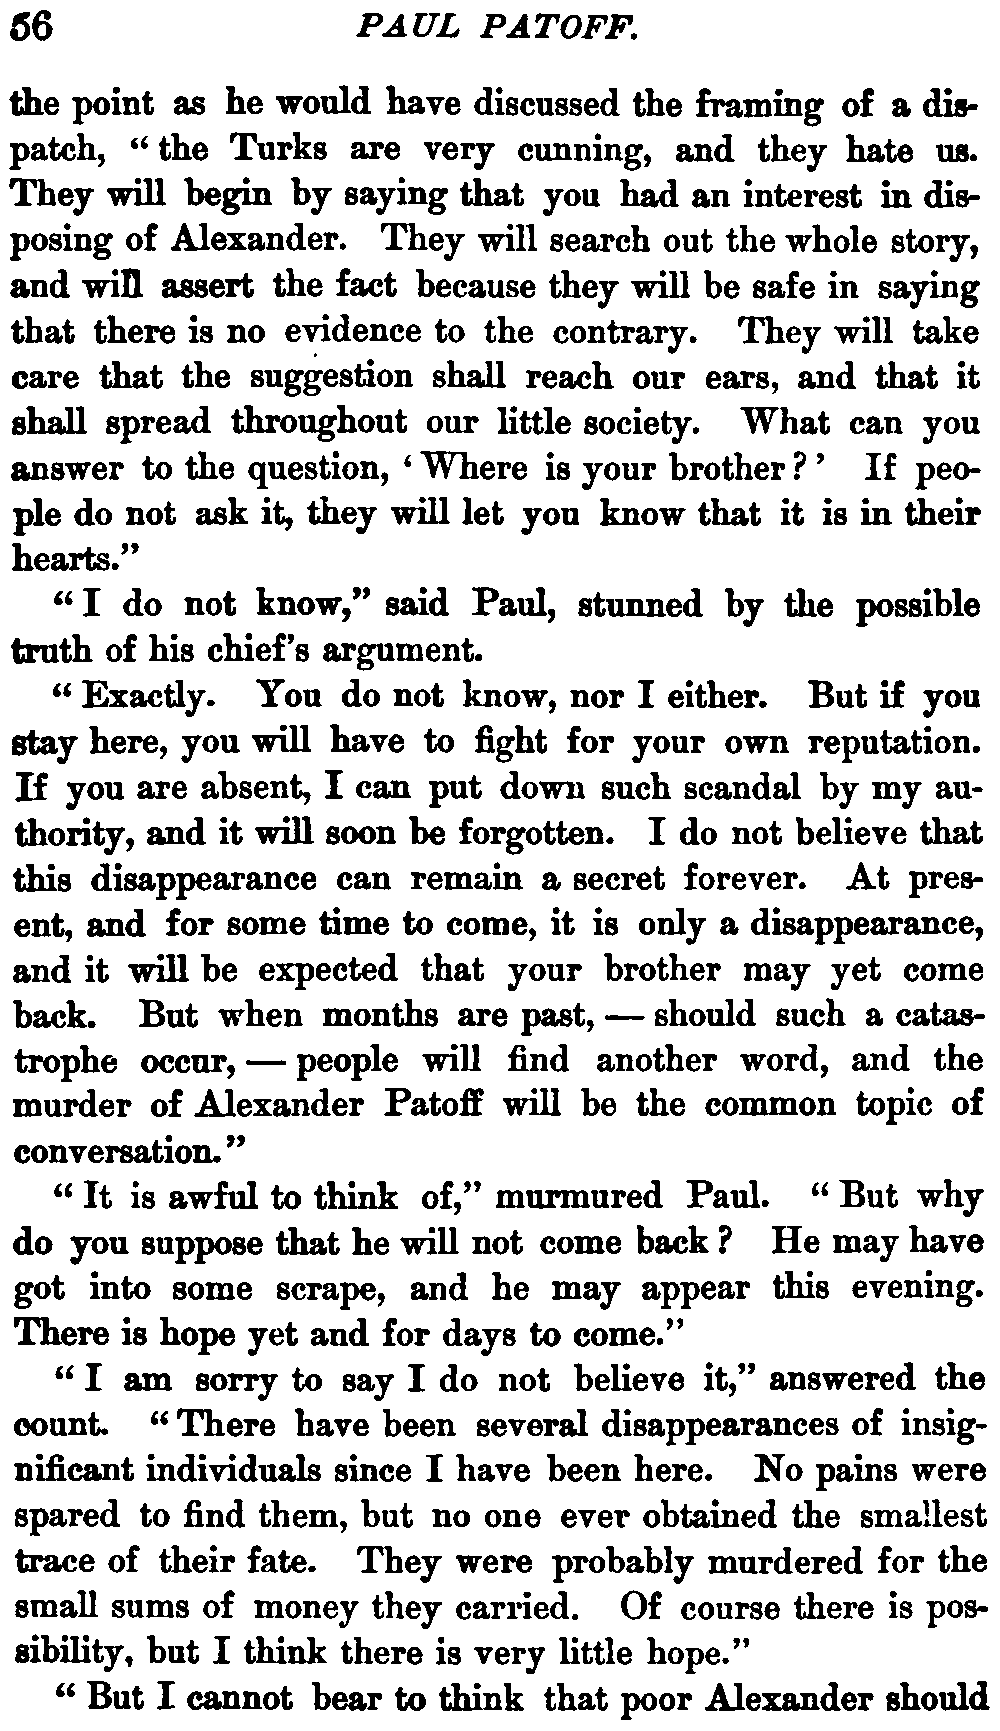 56 PAUL PATOFF.
the point as he would have discussed the framing of a dis-
patch, “the Turks are very cunning, and they hate us.
They will begin by saying that you had an interest in dis-
posing of Alexander. They will search out the whole story,
and will assert the fact because they will be safe in saying
that there is no evidence to the contrary. They will take
care that the suggestion shall reach our ears, and that it
shall spread throughout our little society. What can you
answer to the question, ‘Where is your brother?’ If peo-
ple do not ask it, they will let you know that it is in their
hearts.”
“I do not know,” said Paul, stunned by the possible
truth of his chief's argument.
“Exactly. You do not know, nor I either. But if you
stay here, you will have to fight for your own reputation.
If you are absent, I can put down such scandal by my au-
thority, and it will soon be forgotten. I do not believe that
this disappearance can remain a secret forever. At pres-
ent, and for some time to come, it is only a disappearance,
and it will be expected that your brother may yet come
back. But when months are past, — should such a catas-
trophe occur, — people will find another word, and the
murder of Alexander Patoff will be the common topic of
conversation.”
“It is awful to think of,” murmured Paul. “But why
do you suppose that he will not come back? He may have
got into some scrape, and he may appear this evening.
There is hope yet and for days to come.”
“I am sorry to say I do not believe it,” answered the
count. “There have been several disappearances of insig-
nificant individuals since I have been here. No pains were
spared to find them, but no one ever obtained the smallest
trace of their fate. They were probably murdered for the
small sums of money they carried. Of course there is pos-
sibility, but I think there is very little hope.”
“But I cannot bear to think that poor Alexander should